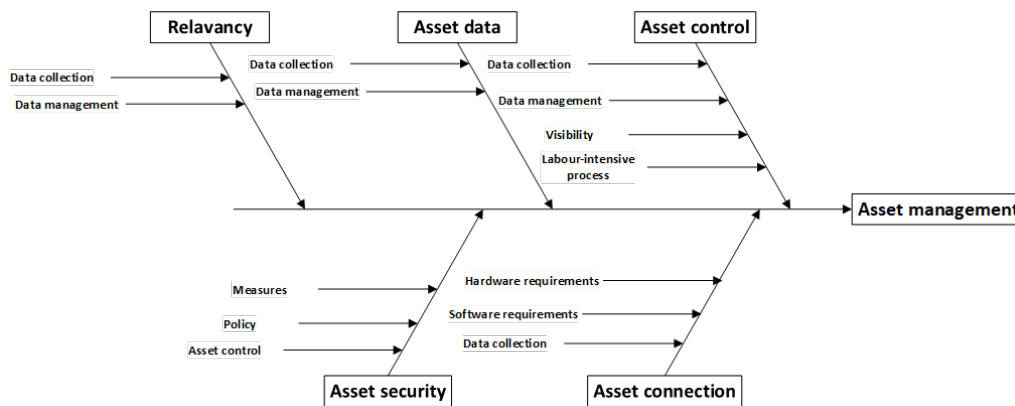 Relavancy
Asset data
Asset control
Data collection
Data collection
Data collection
Data management
Data management
Data management
Visibility
Labour-intensive
process
Asset management
Measures
Hardware requirements
Policy
Software requirements
Asset control
Data collection
Asset security
Asset connection